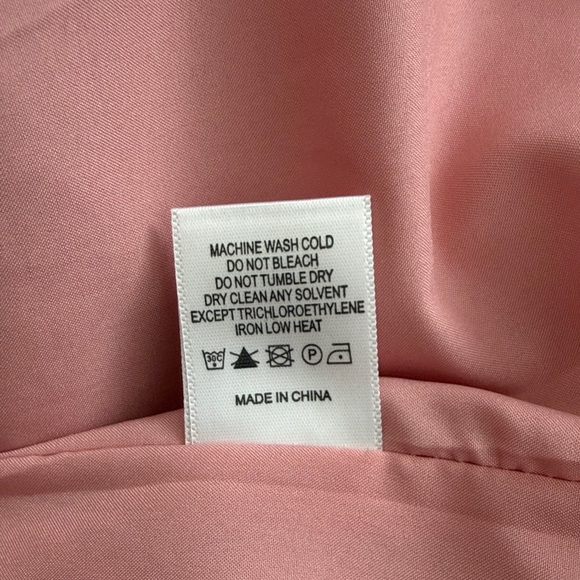 MACHINE WASH COLD
DO NOT BLEACH
DO NOT TUMBLE DRY
DRY CLEAN ANY SOLVENT
EXCEPT TRICHLOROETHYLENE
IRON LOW HEAT
30C P
MADE IN CHINA